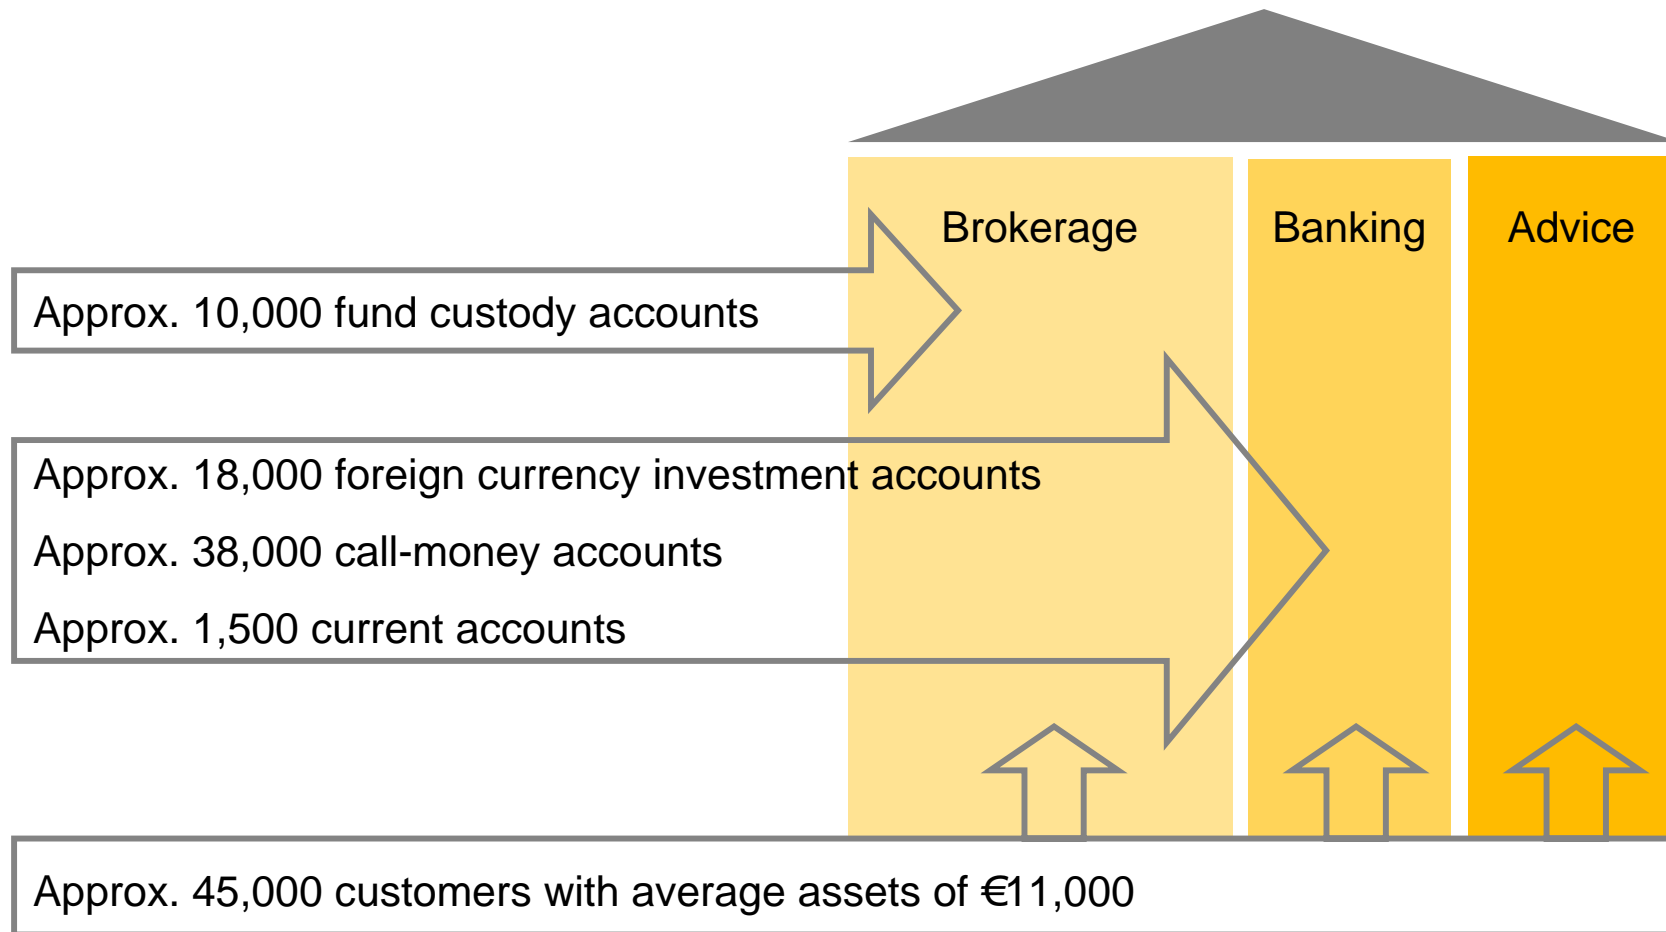 Brokerage
Banking
Advice
Approx. 10,000 fund custody accounts
Approx. 18,000 foreign currency investment accounts
Approx. 38,000 call-money accounts
Approx. 1,500 current accounts
Approx. 45,000 customers with average assets of €11,000